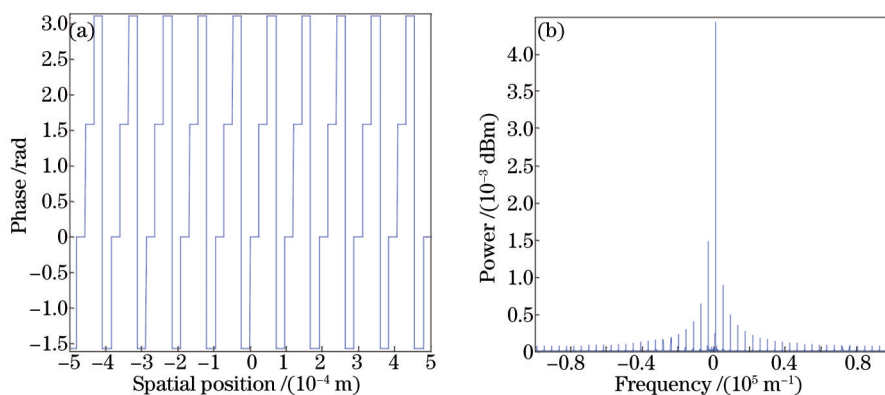 (a)
Phase /rad
3.0
2.5
2.0
1.5
1.0
0.5
0
−0.5
−1.0
−1.5
−5 −4 −3 −2 −1 0 1 2 3 4 5
Spatial position /(10⁻⁴ m)
(b)
Power /(10⁻³ dBm)
4.0
3.5
3.0
2.5
2.0
1.5
1.0
0.5
0
−0.8 −0.4 0 0.4 0.8
Frequency /(10⁵ m⁻¹)